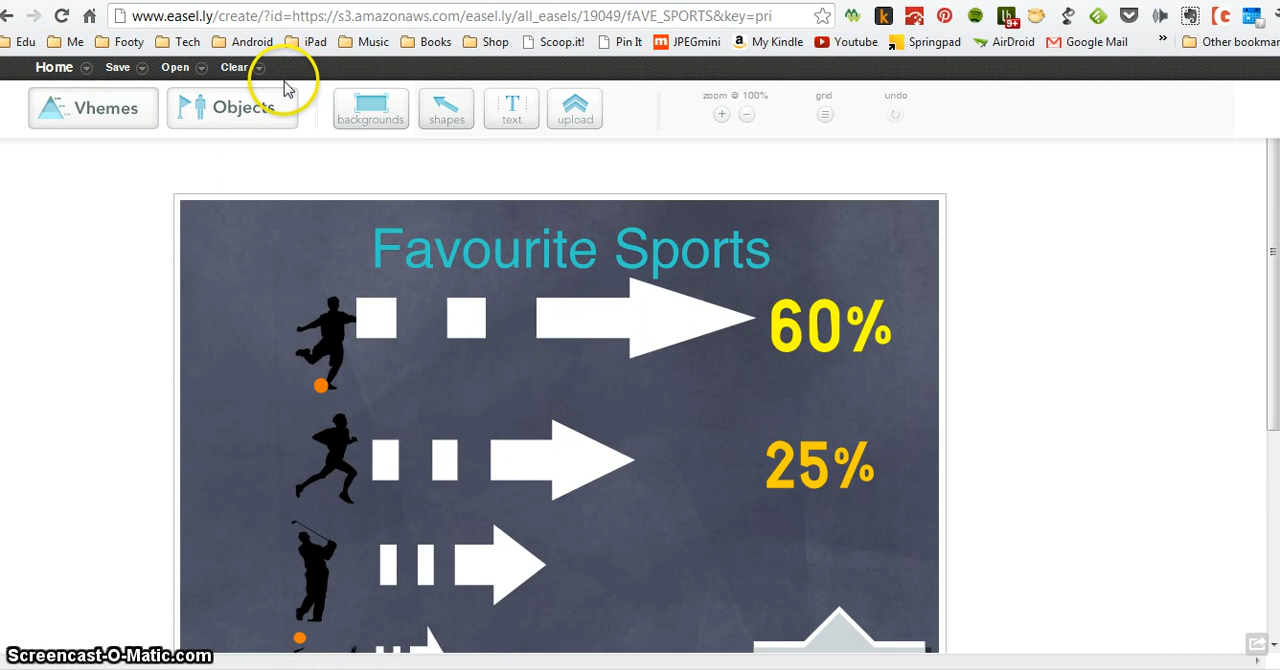 www.easel.ly/create/?id=https://s3.amazonaws.com/easel.ly/all_easels/19049/fAVE_SPORTS&key=pri
Edu Me Footy Tech Android iPad Music Books Shop Scoop.it! Pin It JPEGmini My Kindle Youtube Springpad AirDroid Google Mail » Other bookmar
Home Save Open Clear
Vhemes Objects backgrounds shapes text upload
zoom @ 100% grid undo
Favourite Sports
60%
25%
Screencast-O-Matic.com